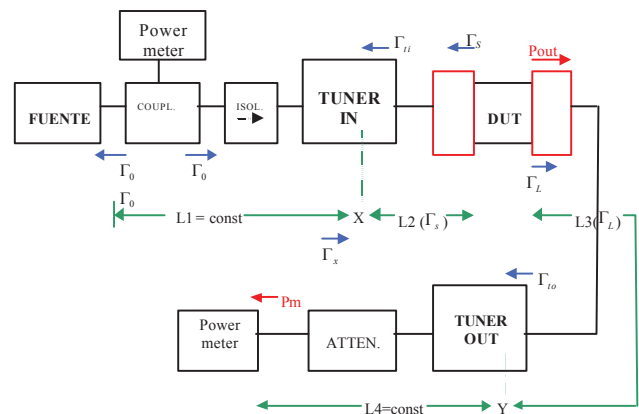 Power
meter
Γti
ΓS
Pout
FUENTE
COUPL.
ISOL.
TUNER
IN
DUT
Γ0
Γ0
ΓL
Γ0
L1 = const
X
L2 (Γs)
L3(ΓL)
Γx
Γto
Pm
Power
meter
ATTEN.
TUNER
OUT
L4=const
Y